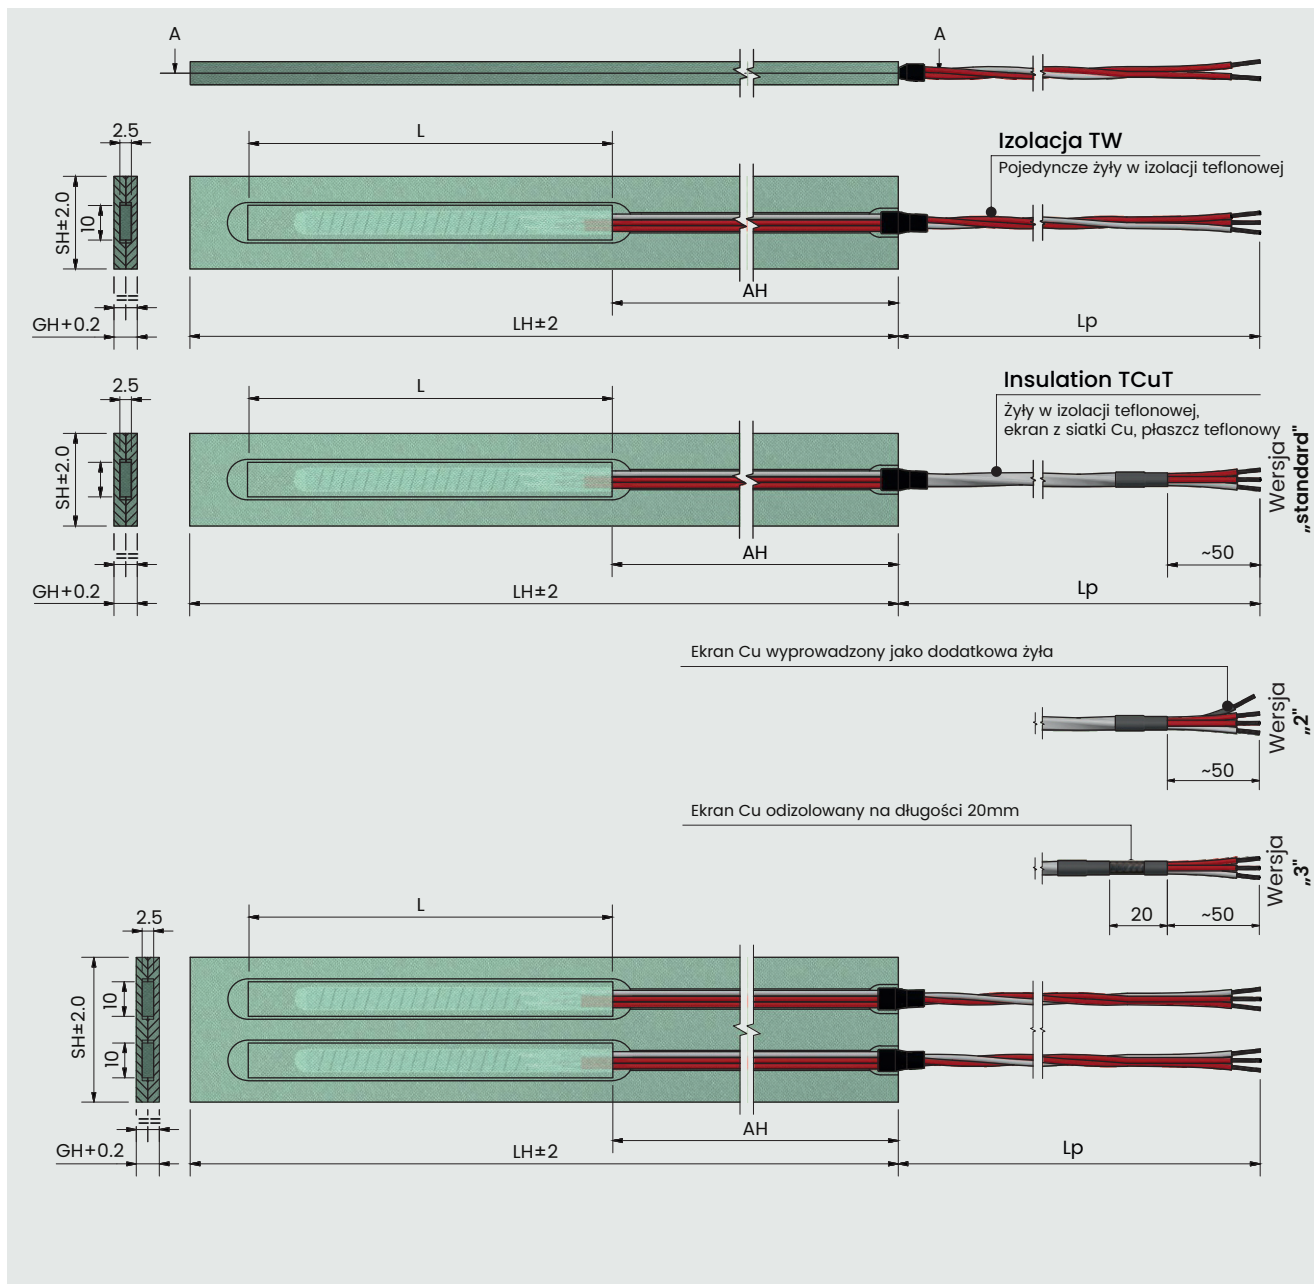 A
A
2.5
L
Izolacja TW
Pojedyncze żyły w izolacji teflonowej
SH±2.0
10
==
AH
GH+0.2
LH±2
Lp
2.5
L
Insulation TCuT
Żyły w izolacji teflonowej,
ekran z siatki Cu, płaszcz teflonowy
SH±2.0
Wersja
„standard"
==
AH
~50
GH+0.2
LH±2
Lp
Ekran Cu wyprowadzony jako dodatkowa żyła
Wersja
„2"
~50
Ekran Cu odizolowany na długości 20mm
Wersja
„3"
20
~50
2.5
L
SH±2.0
10
10
==
AH
GH+0.2
LH±2
Lp